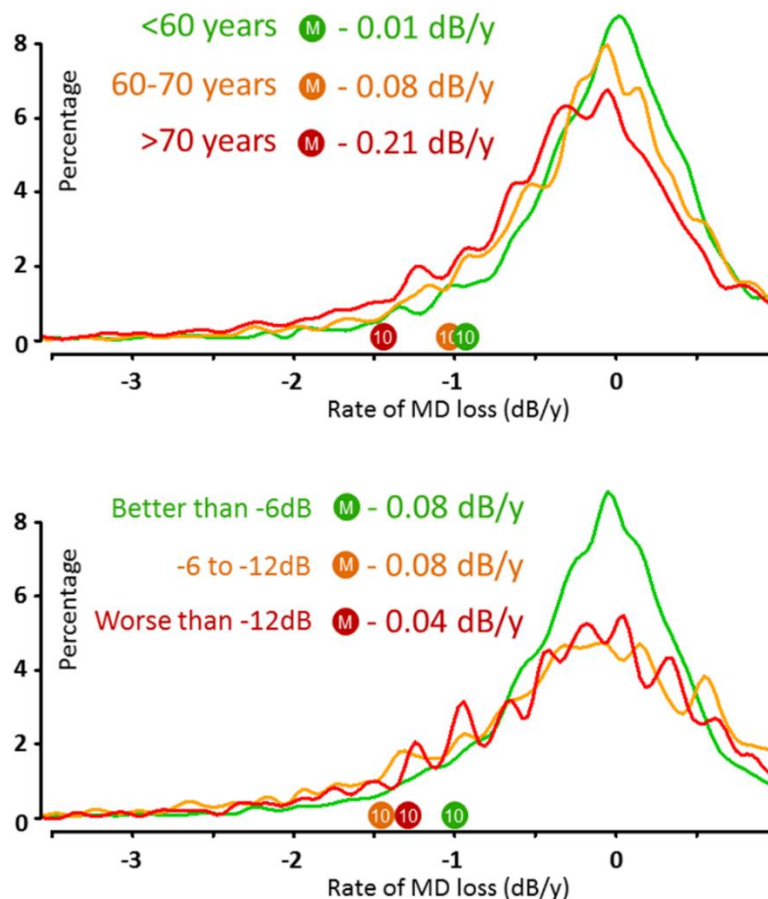 <60 years M - 0.01 dB/y
60-70 years M - 0.08 dB/y
>70 years M - 0.21 dB/y
Percentage
8
6
4
2
0
10 10 10
-3 -2 -1 0
Rate of MD loss (dB/y)
Better than -6dB M - 0.08 dB/y
-6 to -12dB M - 0.08 dB/y
Worse than -12dB M - 0.04 dB/y
Percentage
8
6
4
2
0
10 10 10
-3 -2 -1 0
Rate of MD loss (dB/y)